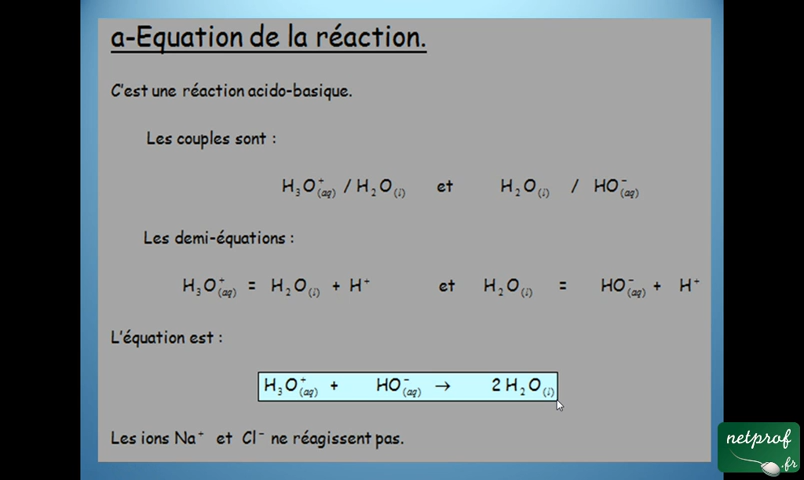 a-Equation de la réaction.
C'est une réaction acido-basique.
Les couples sont :
H₃O⁺(aq) / H₂O(l) et H₂O(l) / HO⁻(aq)
Les demi-équations :
H₃O⁺(aq) = H₂O(l) + H⁺ et H₂O(l) = HO⁻(aq) + H⁺
L'équation est :
H₃O⁺(aq) + HO⁻(aq) → 2 H₂O(l)
Les ions Na⁺ et Cl⁻ ne réagissent pas.
netprof
.fr